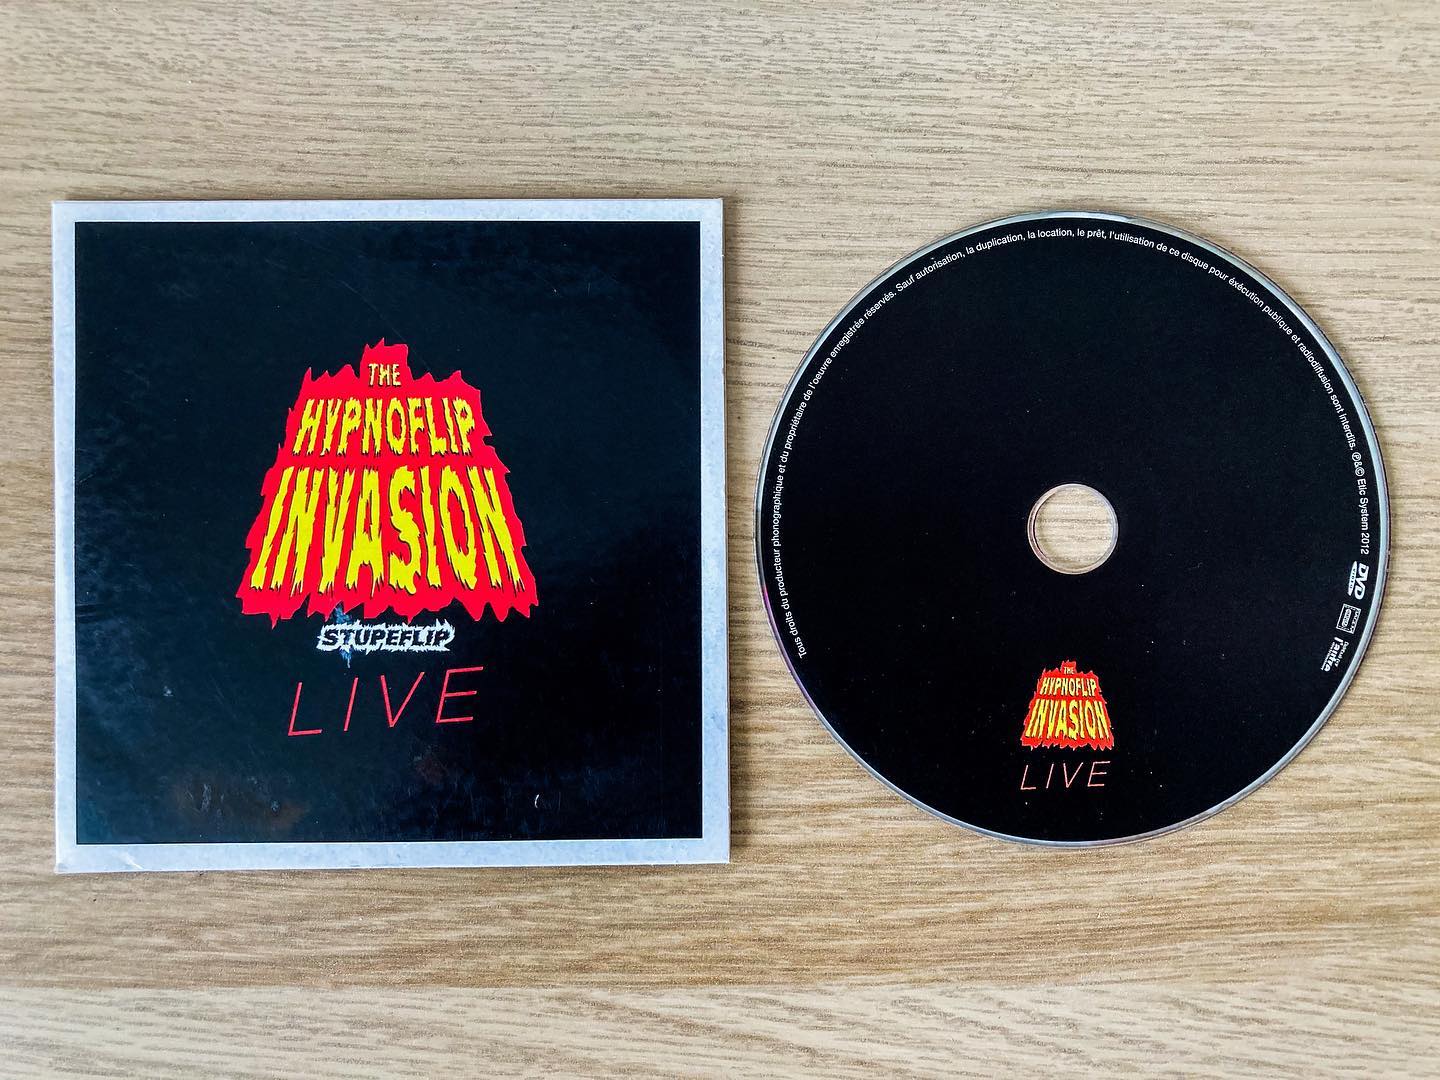 THE
HYPNOFLIP
INVASION
STUPEFLIP
LIVE
Tous droits du producteur phonographique et du propriétaire de l'oeuvre enregistrée réservés. Sauf autorisation, la duplication, la location, le prêt, l'utilisation de ce disque pour éxécution publique et radiodiffusion sont interdits. ℗&© Etic System 2012
DVD
l'autre
THE
HYPNOFLIP
INVASION
LIVE